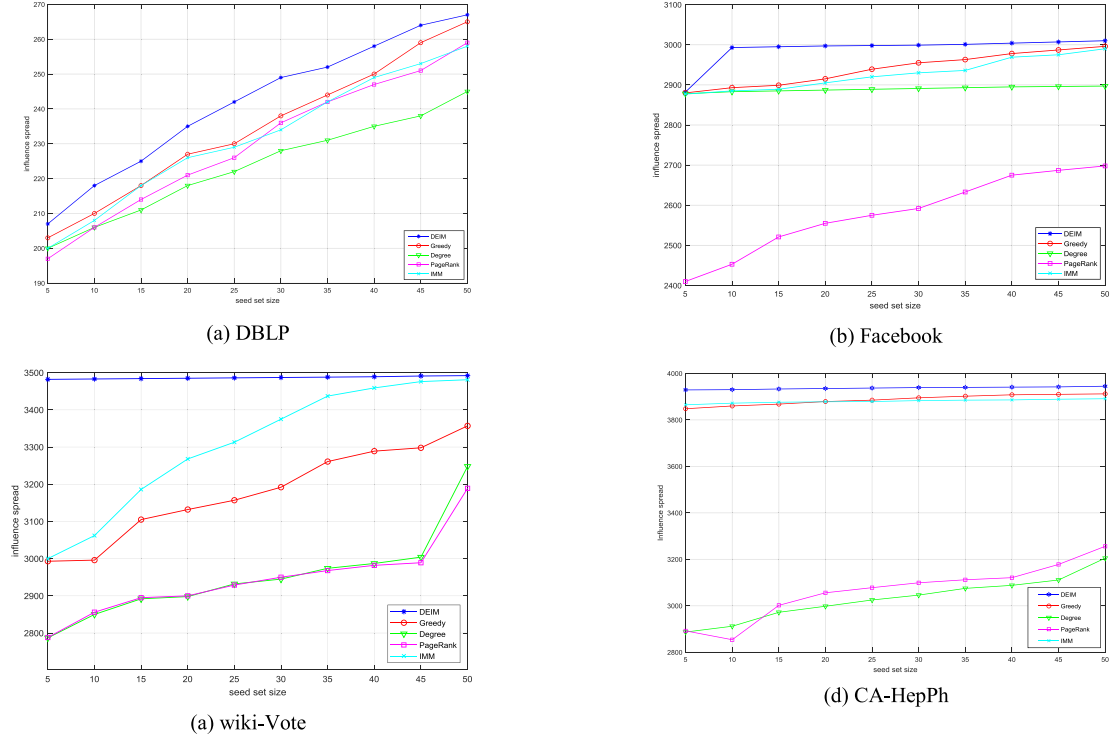 270
260
250
240
230
220
210
200
190
influence spread
5 10 15 20 25 30 35 40 45 50
seed set size
DEIM
Greedy
Degree
PageRank
IMM
(a) DBLP
3100
3000
2900
2800
2700
2600
2500
2400
influence spread
5 10 15 20 25 30 35 40 45 50
seed set size
DEIM
Greedy
Degree
PageRank
IMM
(b) Facebook
3500
3400
3300
3200
3100
3000
2900
2800
influence spread
5 10 15 20 25 30 35 40 45 50
seed set size
DEIM
Greedy
Degree
PageRank
IMM
(a) wiki-Vote
4000
3800
3600
3400
3200
3000
2800
Influence spread
5 10 15 20 25 30 35 40 45 50
seed set size
DEIM
Greedy
Degree
PageRank
IMM
(d) CA-HepPh